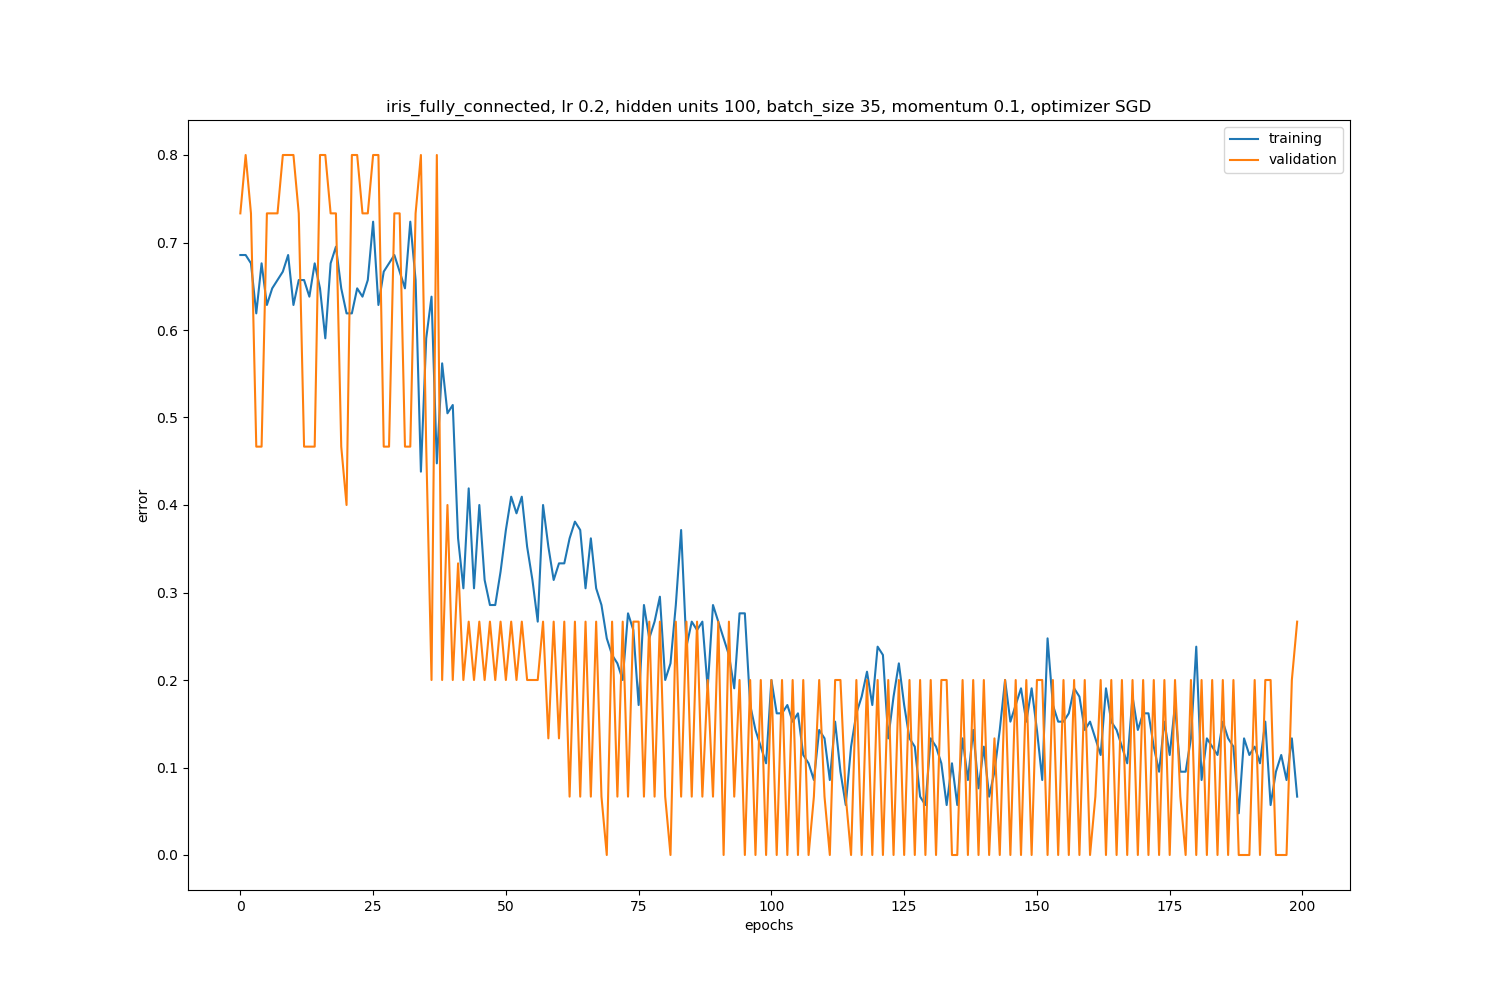 iris_fully_connected, lr 0.2, hidden units 100, batch_size 35, momentum 0.1, optimizer SGD
training
validation
0.8
0.7
0.6
0.5
0.4
0.3
0.2
0.1
0.0
error
0 25 50 75 100 125 150 175 200
epochs